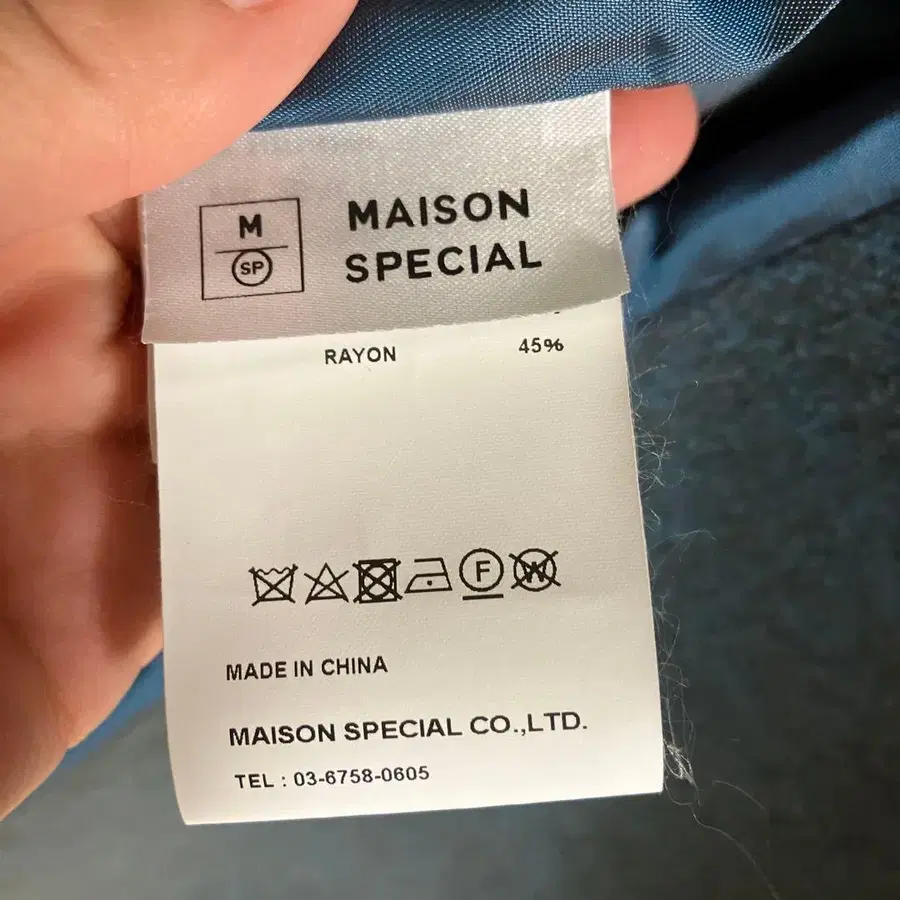 M
SP
MAISON
SPECIAL
RAYON 45%
F
W
MADE IN CHINA
MAISON SPECIAL CO.,LTD.
TEL : 03-6758-0605